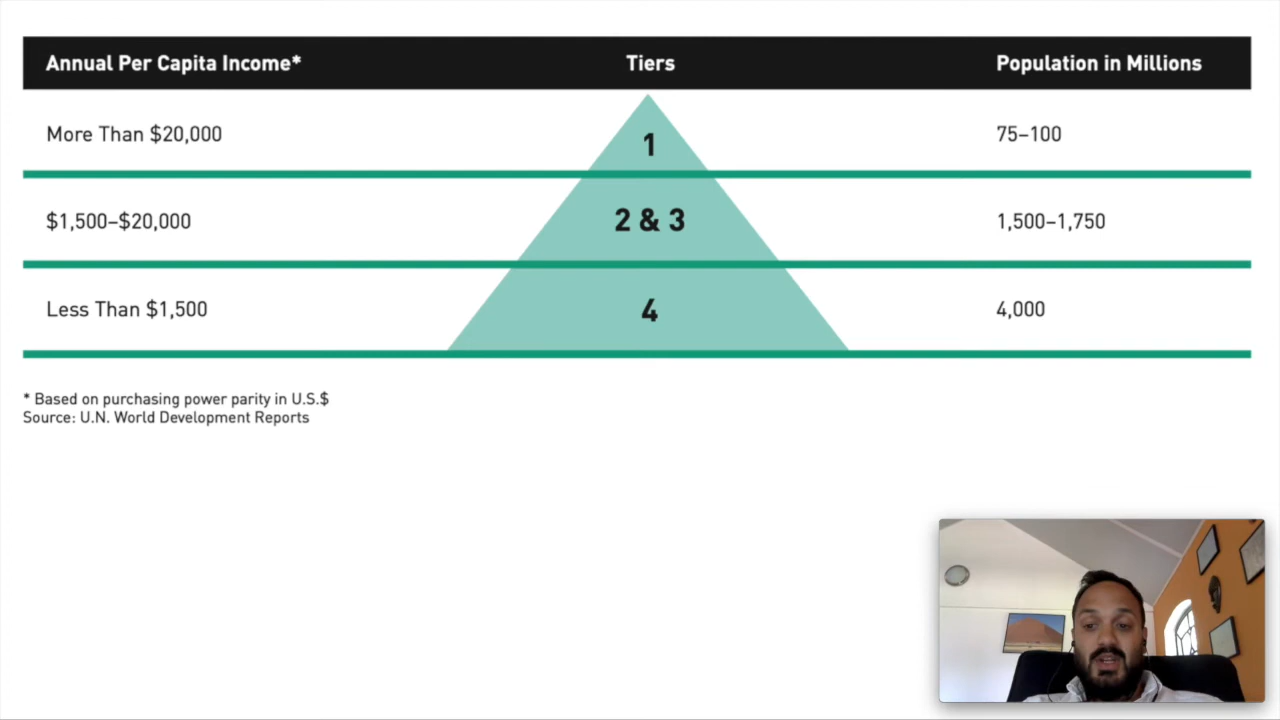 Annual Per Capita Income* Tiers Population in Millions
More Than $20,000 1 75–100
$1,500–$20,000 2 & 3 1,500–1,750
Less Than $1,500 4 4,000
* Based on purchasing power parity in U.S.$
Source: U.N. World Development Reports